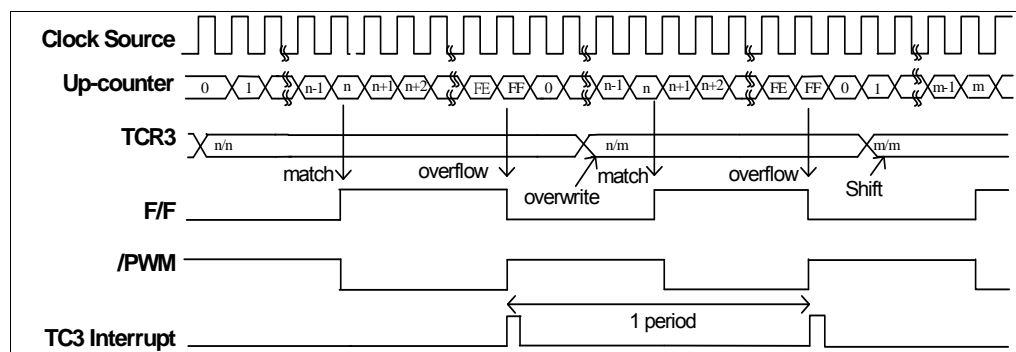 Clock Source
Up-counter
0 1 n-1 n n+1 n+2 FE FF 0 n-1 n n+1 n+2 FE FF 0 1 m-1 m
TCR3
n/n n/m m/m
match overflow overwrite match overflow Shift
F/F
/PWM
1 period
TC3 Interrupt